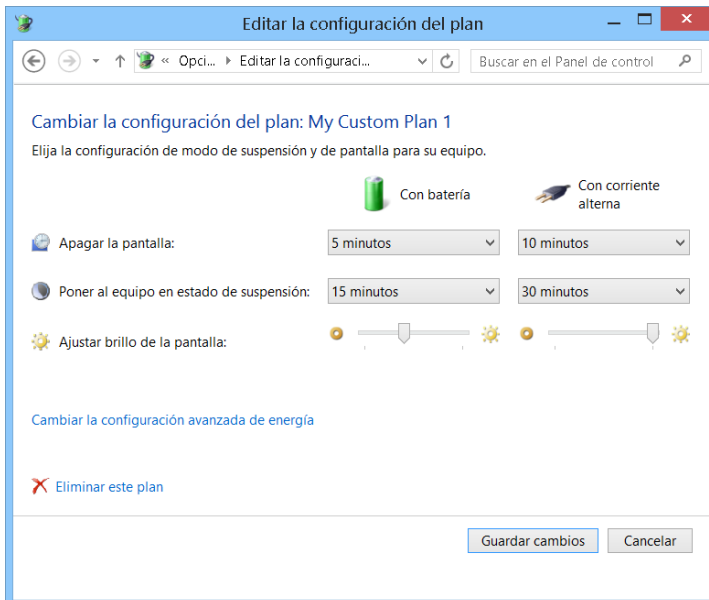 Editar la configuración del plan
« Opci... Editar la configuraci... Buscar en el Panel de control
Cambiar la configuración del plan: My Custom Plan 1
Elija la configuración de modo de suspensión y de pantalla para su equipo.
Con batería
Con corriente
alterna
Apagar la pantalla: 5 minutos 10 minutos
Poner al equipo en estado de suspensión: 15 minutos 30 minutos
Ajustar brillo de la pantalla:
Cambiar la configuración avanzada de energía
Eliminar este plan
Guardar cambios Cancelar